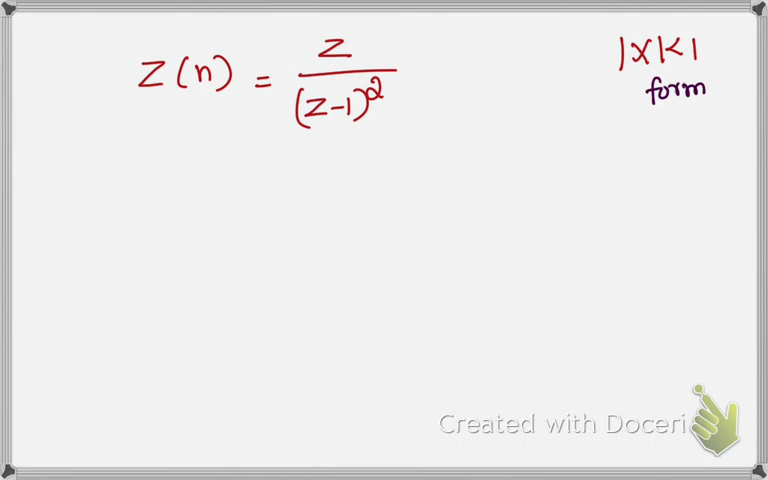 Z(n) = z/(z-1)^2
|x|<1
form
Created with Doceri